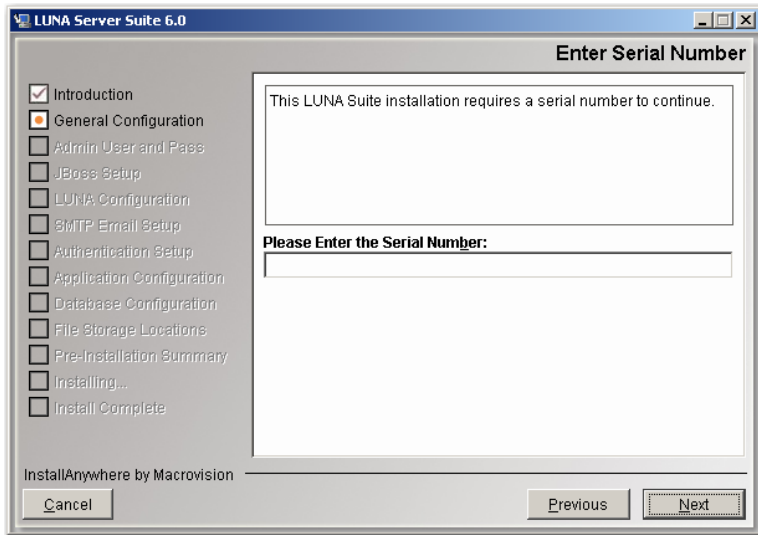 LUNA Server Suite 6.0
Enter Serial Number
Introduction
General Configuration
Admin User and Pass
JBoss Setup
LUNA Configuration
SMTP Email Setup
Authentication Setup
Application Configuration
Database Configuration
File Storage Locations
Pre-Installation Summary
Installing...
Install Complete
This LUNA Suite installation requires a serial number to continue.
Please Enter the Serial Number:
InstallAnywhere by Macrovision
Cancel
Previous
Next